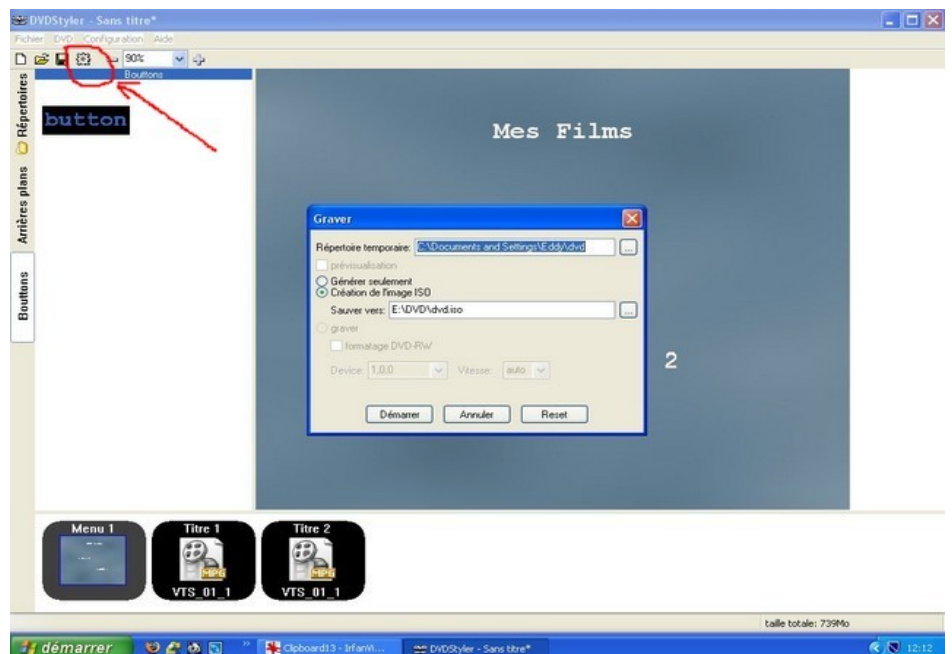 DVDStyler - Sans titre*
Fichier DVD Configuration Aide
90%
Bouttons
Répertoires
Arrières plans
Bouttons
button
Mes Films
2
Graver
Répertoire temporaire: C:\Documents and Settings\Eddy\dvd ...
prévisualisation
Générer seulement
Création de l'image ISO
Sauver vers: E:\DVD\dvd.iso ...
graver
formatage DVD-RW
Device: 1,0,0 Vitesse: auto
Démarrer Annuler Reset
Menu 1 Titre 1 Titre 2
MPG MPG
VTS_01_1 VTS_01_1
taille totale: 739Mo
démarrer » Clipboard13 - IrfanVi... DVDStyler - Sans titre* 12:12